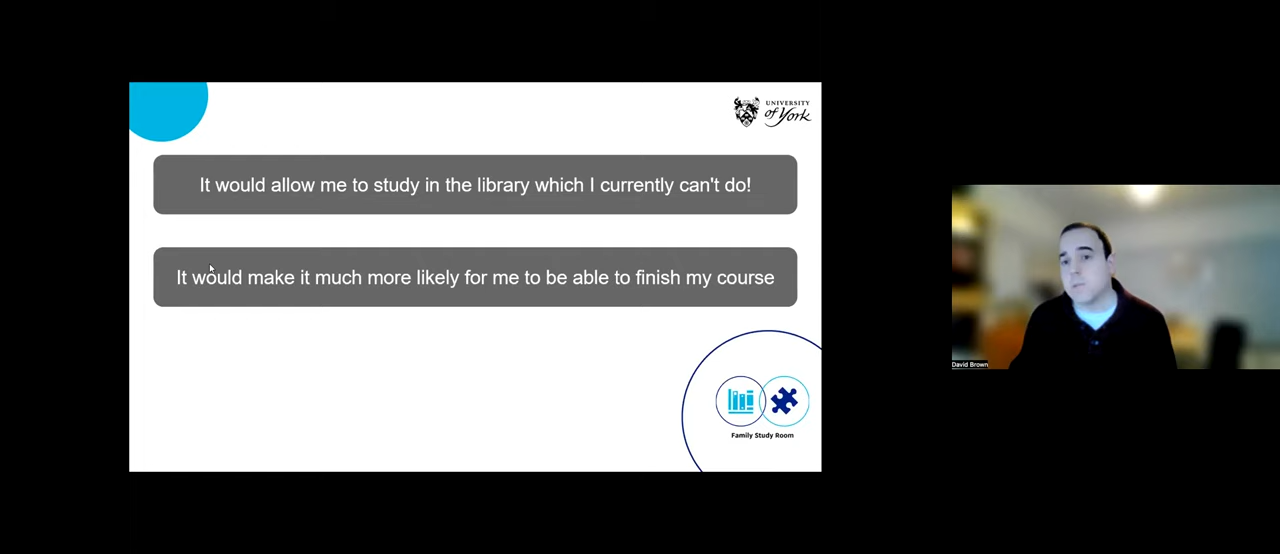 UNIVERSITY
of York
It would allow me to study in the library which I currently can't do!
It would make it much more likely for me to be able to finish my course
Family Study Room
David Brown